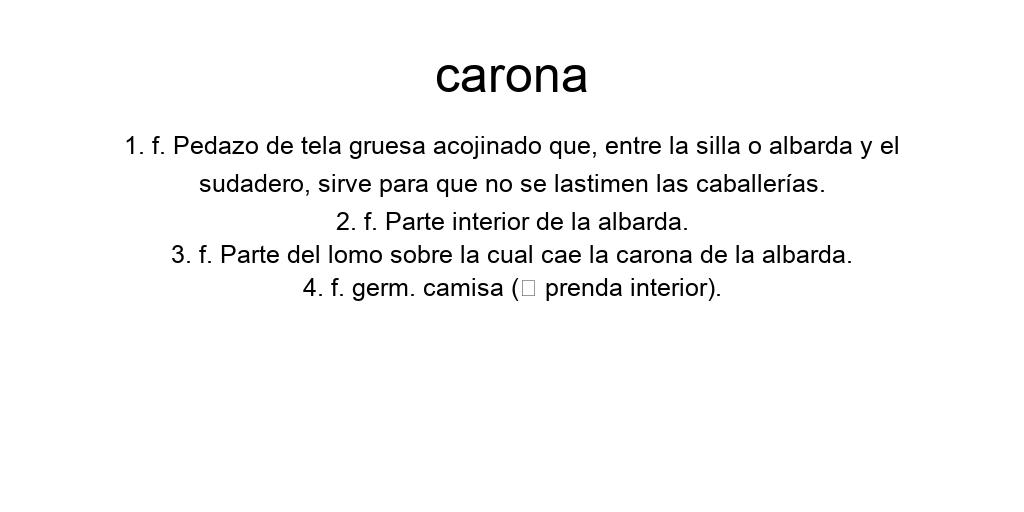 carona
1. f. Pedazo de tela gruesa acojinado que, entre la silla o albarda y el
sudadero, sirve para que no se lastimen las caballerías.
2. f. Parte interior de la albarda.
3. f. Parte del lomo sobre la cual cae la carona de la albarda.
4. f. germ. camisa (□ prenda interior).